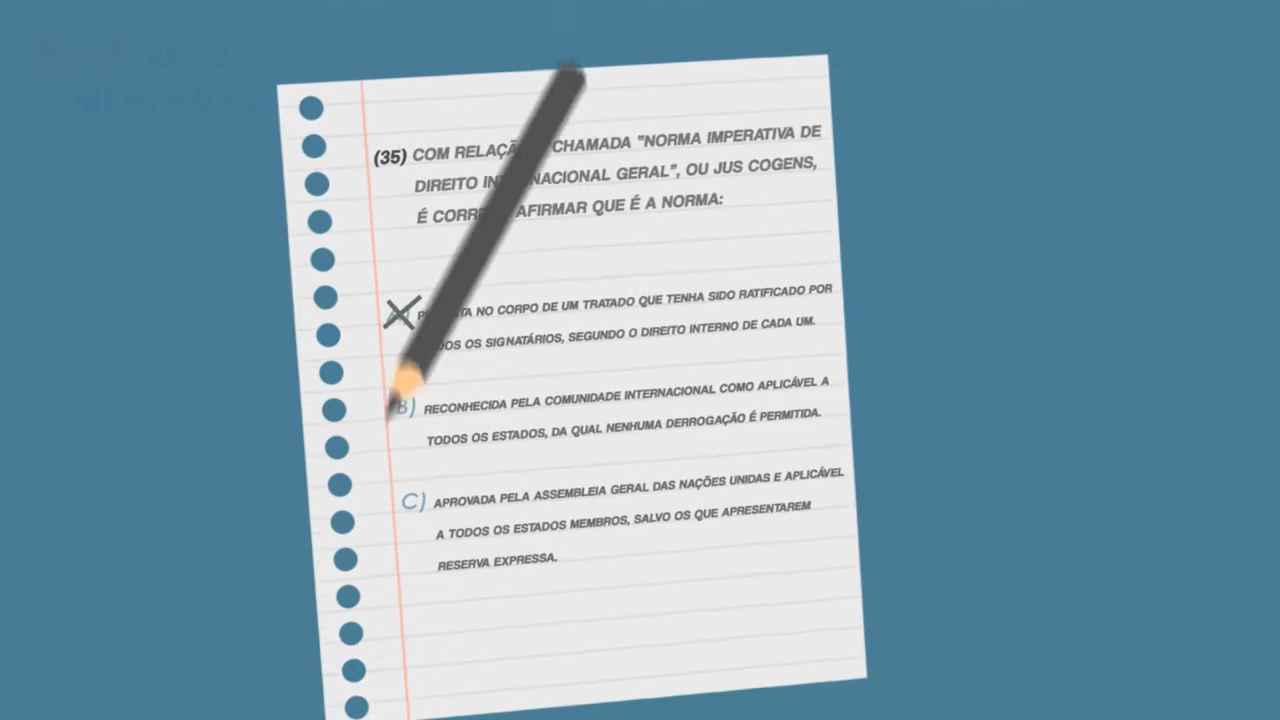 (35) COM RELAÇÃ CHAMADA "NORMA IMPERATIVA DE
DIREITO IN NACIONAL GERAL”, OU JUS COGENS,
É CORR AFIRMAR QUE É A NORMA:
NO CORPO DE UM TRATADO QUE TENHA SIDO RATIFICADO POR
OS SIGNATÁRIOS, SEGUNDO O DIREITO INTERNO DE CADA UM.
B) RECONHECIDA PELA COMUNIDADE INTERNACIONAL COMO APLICÁVEL A
TODOS OS ESTADOS, DA QUAL NENHUMA DERROGAÇÃO É PERMITIDA.
C) APROVADA PELA ASSEMBLEIA GERAL DAS NAÇÕES UNIDAS E APLICÁVEL
A TODOS OS ESTADOS MEMBROS, SALVO OS QUE APRESENTAREM
RESERVA EXPRESSA.